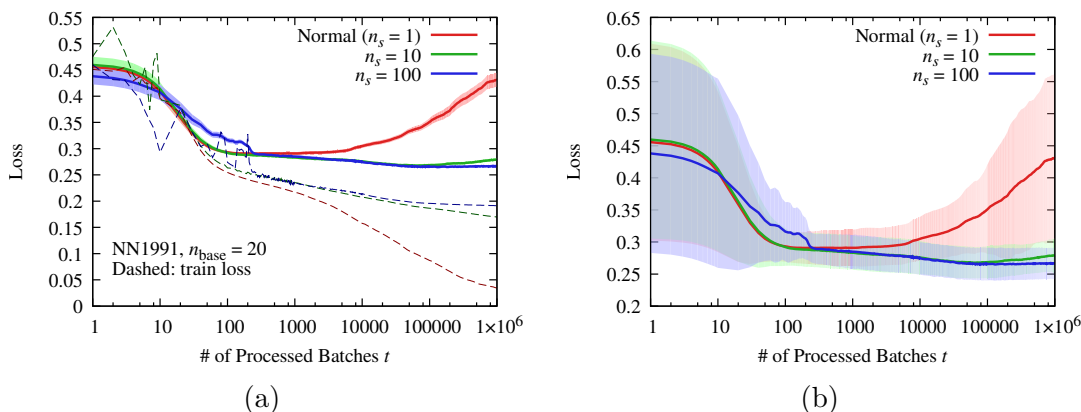 0.55
0.5
0.45
0.4
0.35
0.3
0.25
0.2
0.15
0.1
0.05
0
Loss
Normal (n_s = 1)
n_s = 10
n_s = 100
NN1991, n_base = 20
Dashed: train loss
1 10 100 1000 10000 100000 1×10^6
# of Processed Batches t
(a)
0.65
0.6
0.55
0.5
0.45
0.4
0.35
0.3
0.25
0.2
Loss
Normal (n_s = 1)
n_s = 10
n_s = 100
1 10 100 1000 10000 100000 1×10^6
# of Processed Batches t
(b)